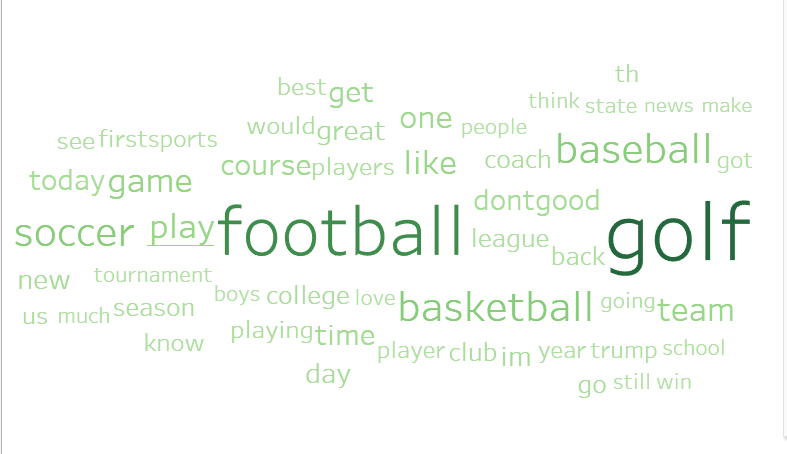 th
best get
think state news make
would great one people
see first sports
course players like coach baseball got
today game
dont good
soccer play football league golf
back
new tournament
boys college love basketball going team
us much season
know playing time
player club im year trump school
day
go still win